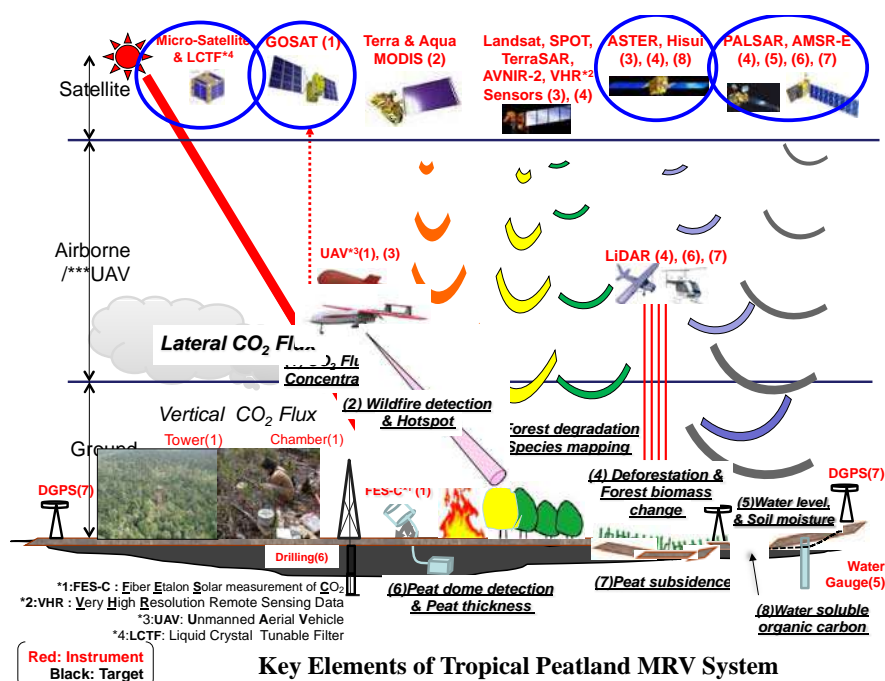 Micro-Satellite
& LCTF*4
GOSAT (1)
Terra & Aqua
MODIS (2)
Landsat, SPOT,
TerraSAR,
AVNIR-2, VHR*2
Sensors (3), (4)
ASTER, Hisui
(3), (4), (8)
PALSAR, AMSR-E
(4), (5), (6), (7)
Satellite
Airborne
/***UAV
UAV*3(1), (3)
LiDAR (4), (6), (7)
Lateral CO2 Flux
CO2 Flu
Concentra
Vertical CO2 Flux
(2) Wildfire detection
& Hotspot
Forest degradation
Species mapping
Ground
Tower(1)
Chamber(1)
DGPS(7)
FES-C*1 (1)
(4) Deforestation &
Forest biomass
change
(5)Water level,
& Soil moisture
DGPS(7)
Drilling(6)
(6)Peat dome detection
& Peat thickness
(7)Peat subsidence
Water
Gauge(5)
(8)Water soluble
organic carbon
*1:FES-C : Fiber Etalon Solar measurement of CO2
*2:VHR : Very High Resolution Remote Sensing Data
*3:UAV: Unmanned Aerial Vehicle
*4:LCTF: Liquid Crystal Tunable Filter
Red: Instrument
Black: Target
Key Elements of Tropical Peatland MRV System